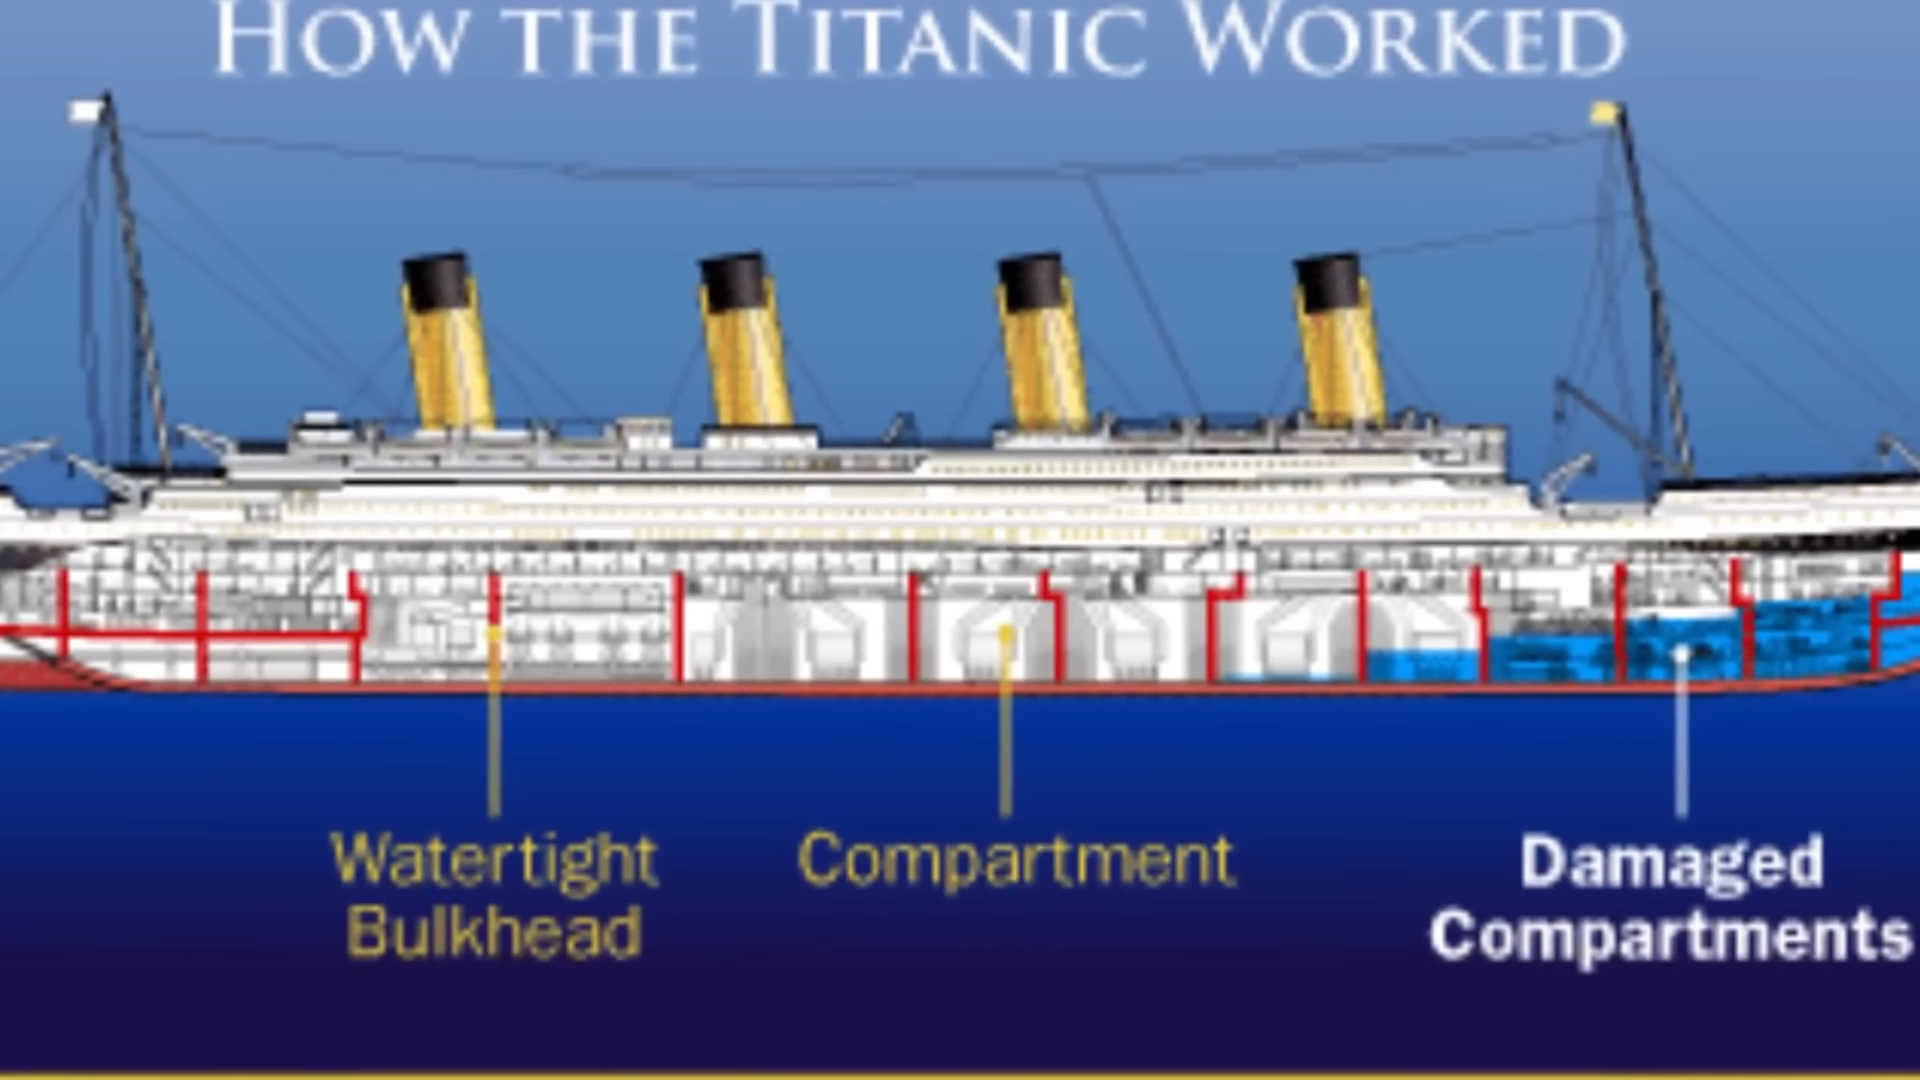 HOW THE TITANIC WORKED
Watertight
Bulkhead
Compartment
Damaged
Compartments